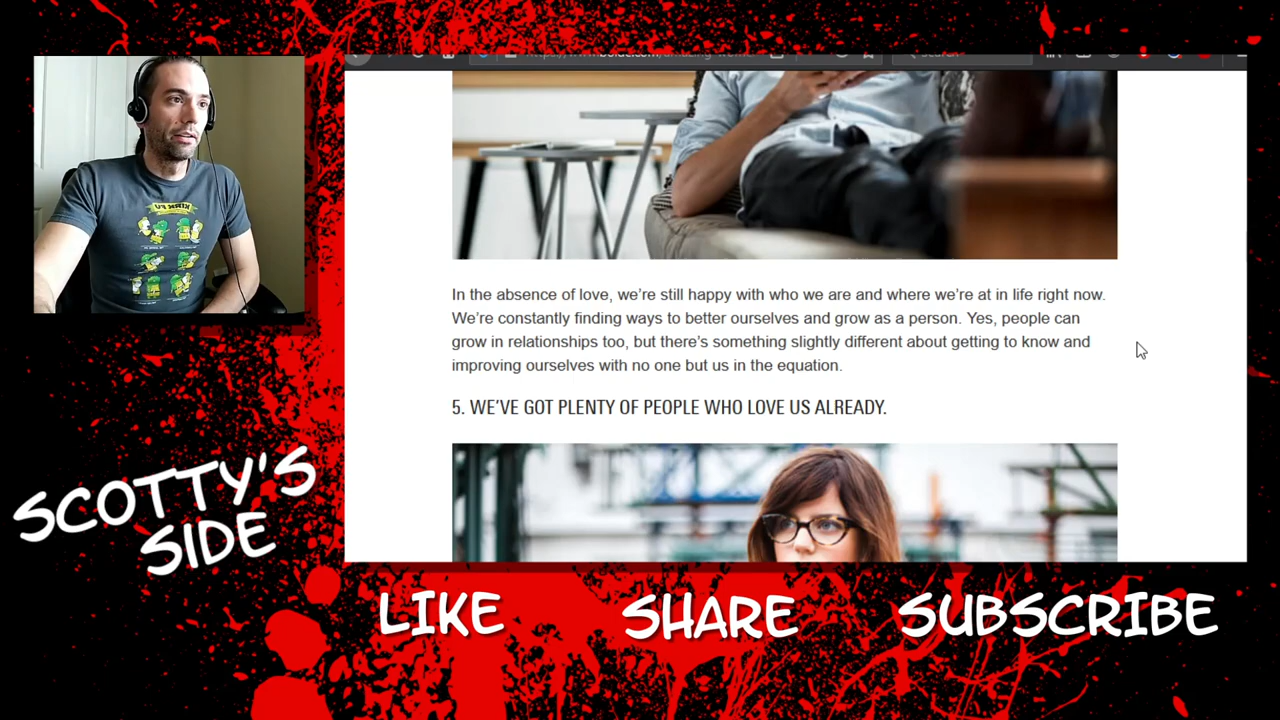 In the absence of love, we're still happy with who we are and where we're at in life right now.
We're constantly finding ways to better ourselves and grow as a person. Yes, people can
grow in relationships too, but there's something slightly different about getting to know and
improving ourselves with no one but us in the equation.
5. WE'VE GOT PLENTY OF PEOPLE WHO LOVE US ALREADY.
SCOTTY'S
SIDE
LIKE SHARE SUBSCRIBE